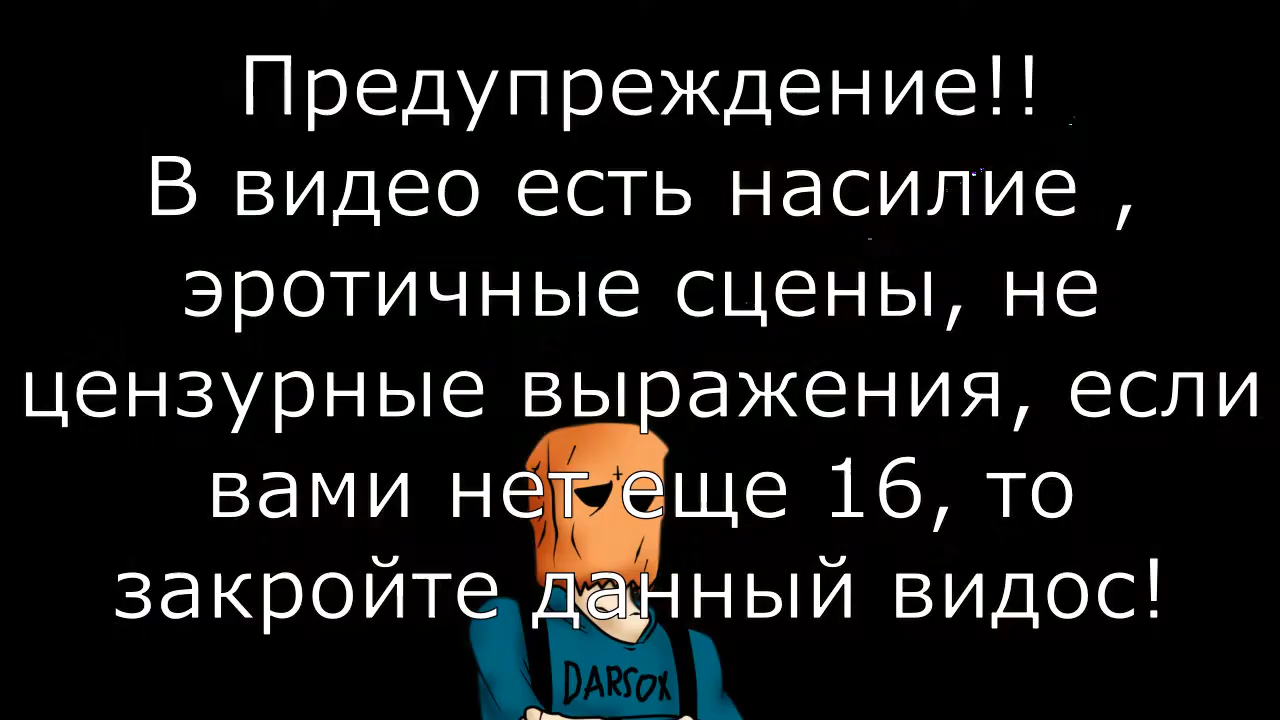 Предупреждение!!
В видео есть насилие ,
эротичные сцены, не
цензурные выражения, если
вами нет еще 16, то
закройте данный видос!
DARSOX